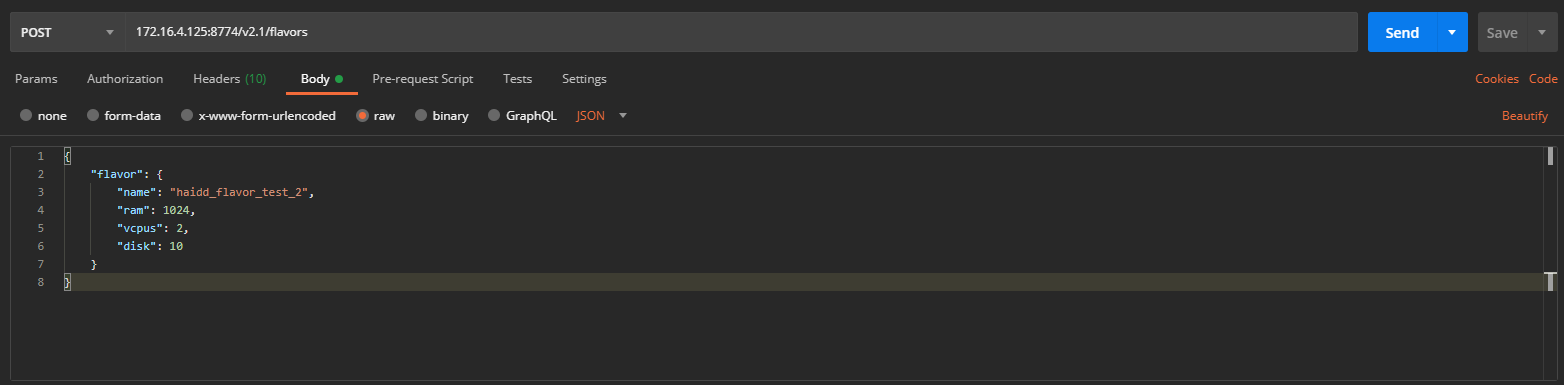 POST 172.16.4.125:8774/v2.1/flavors Send Save
Params Authorization Headers (10) Body Pre-request Script Tests Settings Cookies Code
none form-data x-www-form-urlencoded raw binary GraphQL JSON Beautify
1 {
2 "flavor": {
3 "name": "haidd_flavor_test_2",
4 "ram": 1024,
5 "vcpus": 2,
6 "disk": 10
7 }
8 }